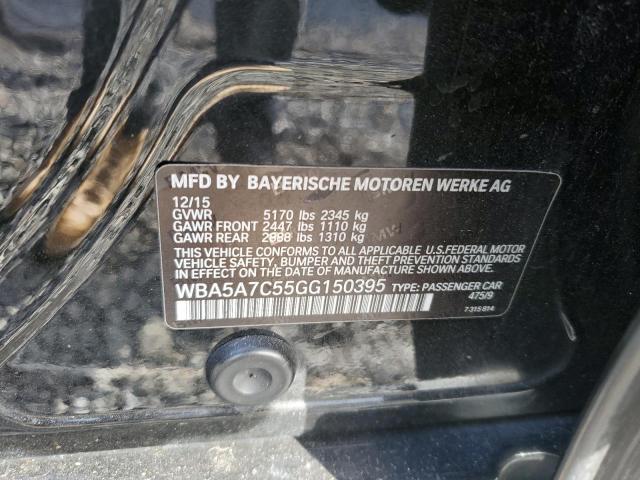 MFD BY BAYERISCHE MOTOREN WERKE AG
12/15
GVWR 5170 lbs 2345 kg
GAWR FRONT 2447 lbs 1110 kg
GAWR REAR 2888 lbs 1310 kg
THIS VEHICLE CONFORMS TO ALL APPLICABLE U.S.FEDERAL MOTOR
VEHICLE SAFETY, BUMPER AND THEFT PREVENTION STANDARDS
IN EFFECT ON THE DATE OF MANUFACTURE SHOWN ABOVE.
WBA5A7C55GG150395 TYPE: PASSENGER CAR
475/9
7 315 814